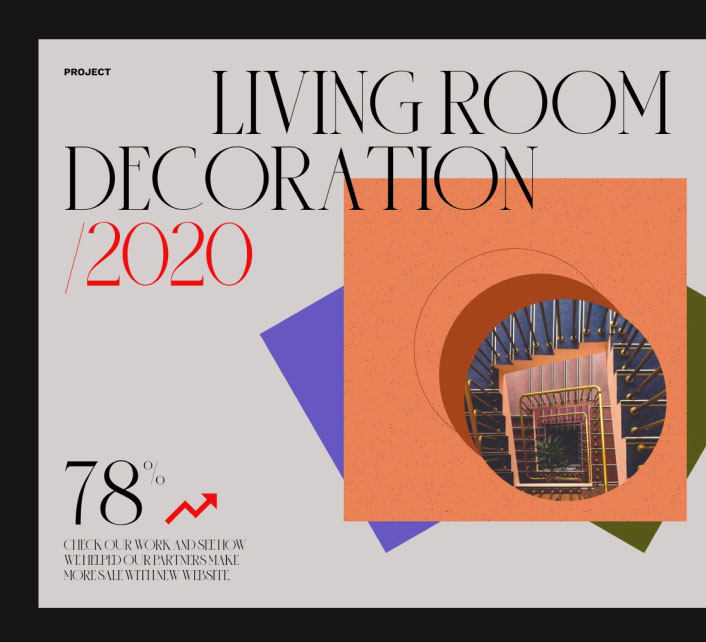 PROJECT
LIVING ROOM
DECORATION
/2020
78%
CHECK OUR WORK AND SEE HOW
WE HELPED OUR PARTNERS MAKE
MORE SALE WITH NEW WEBSITE